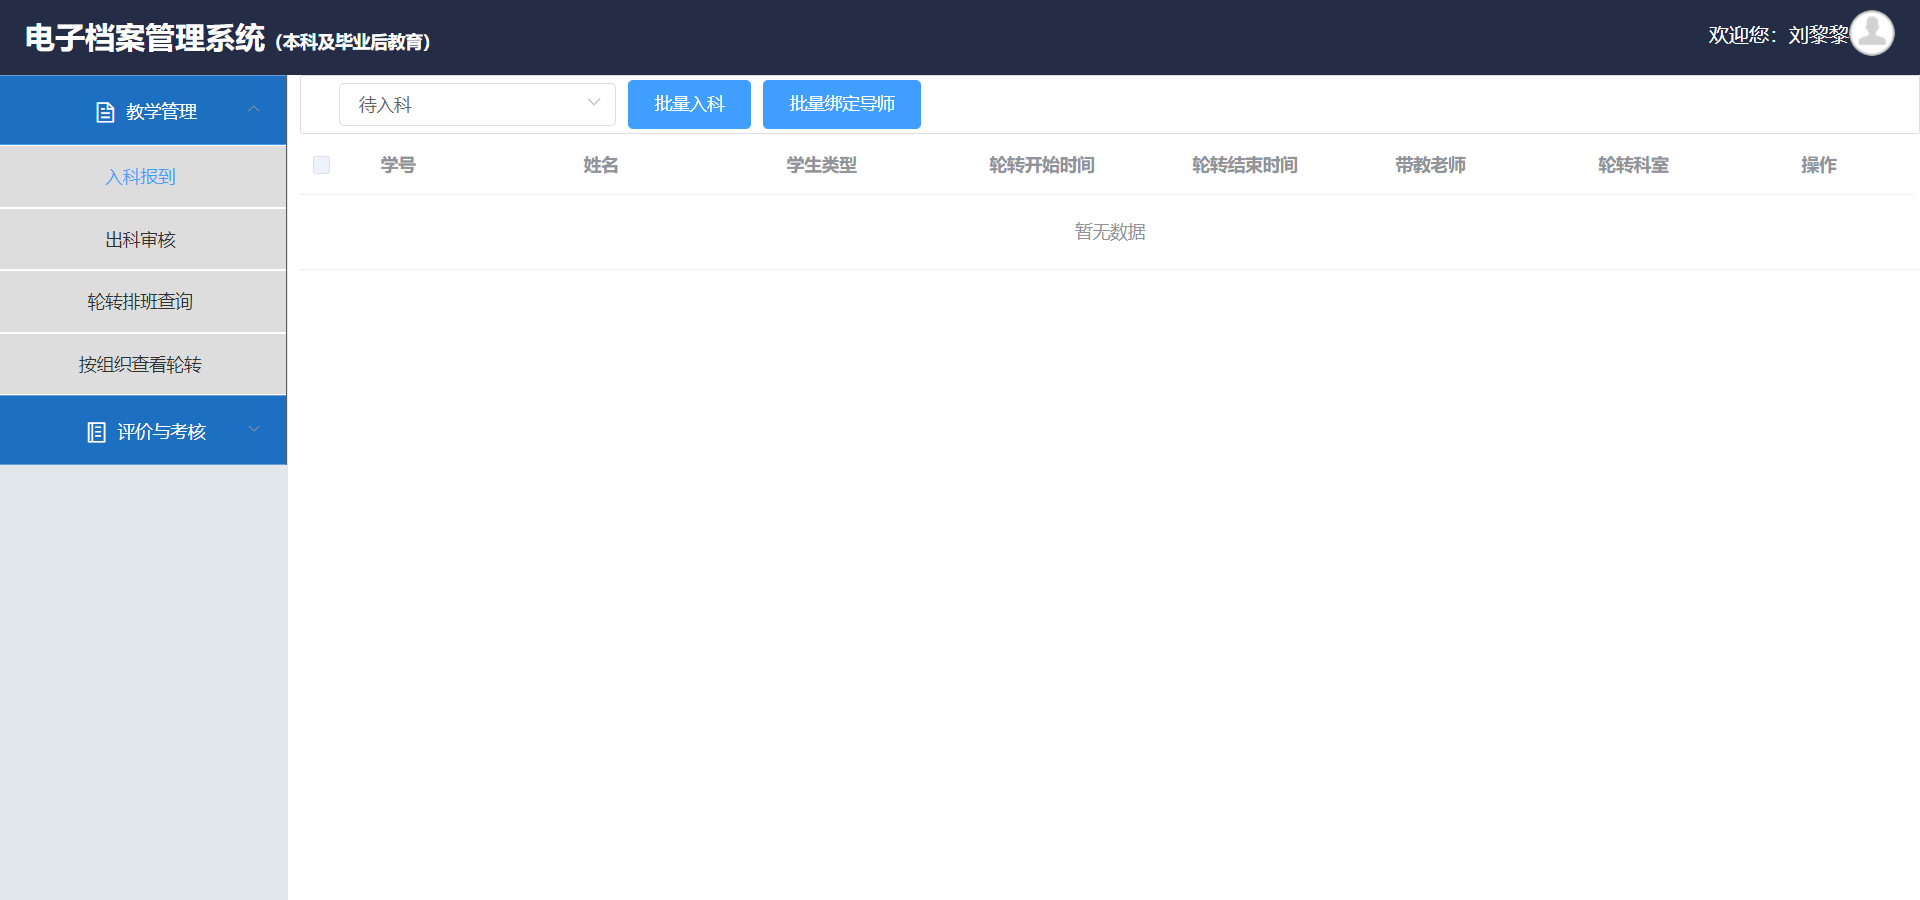 电子档案管理系统（本科及毕业后教育）
欢迎您：刘黎黎
教学管理
入科报到
出科审核
轮转排班查询
按组织查看轮转
评价与考核
待入科
批量入科
批量绑定导师
学号 姓名 学生类型 轮转开始时间 轮转结束时间 带教老师 轮转科室 操作
暂无数据